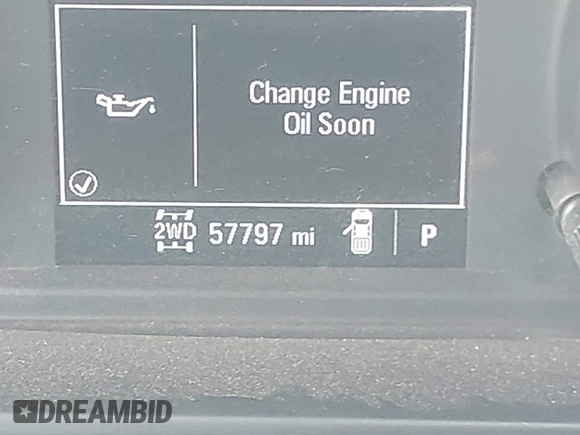 Change Engine
Oil Soon
2WD 57797 mi P
DREAMBID